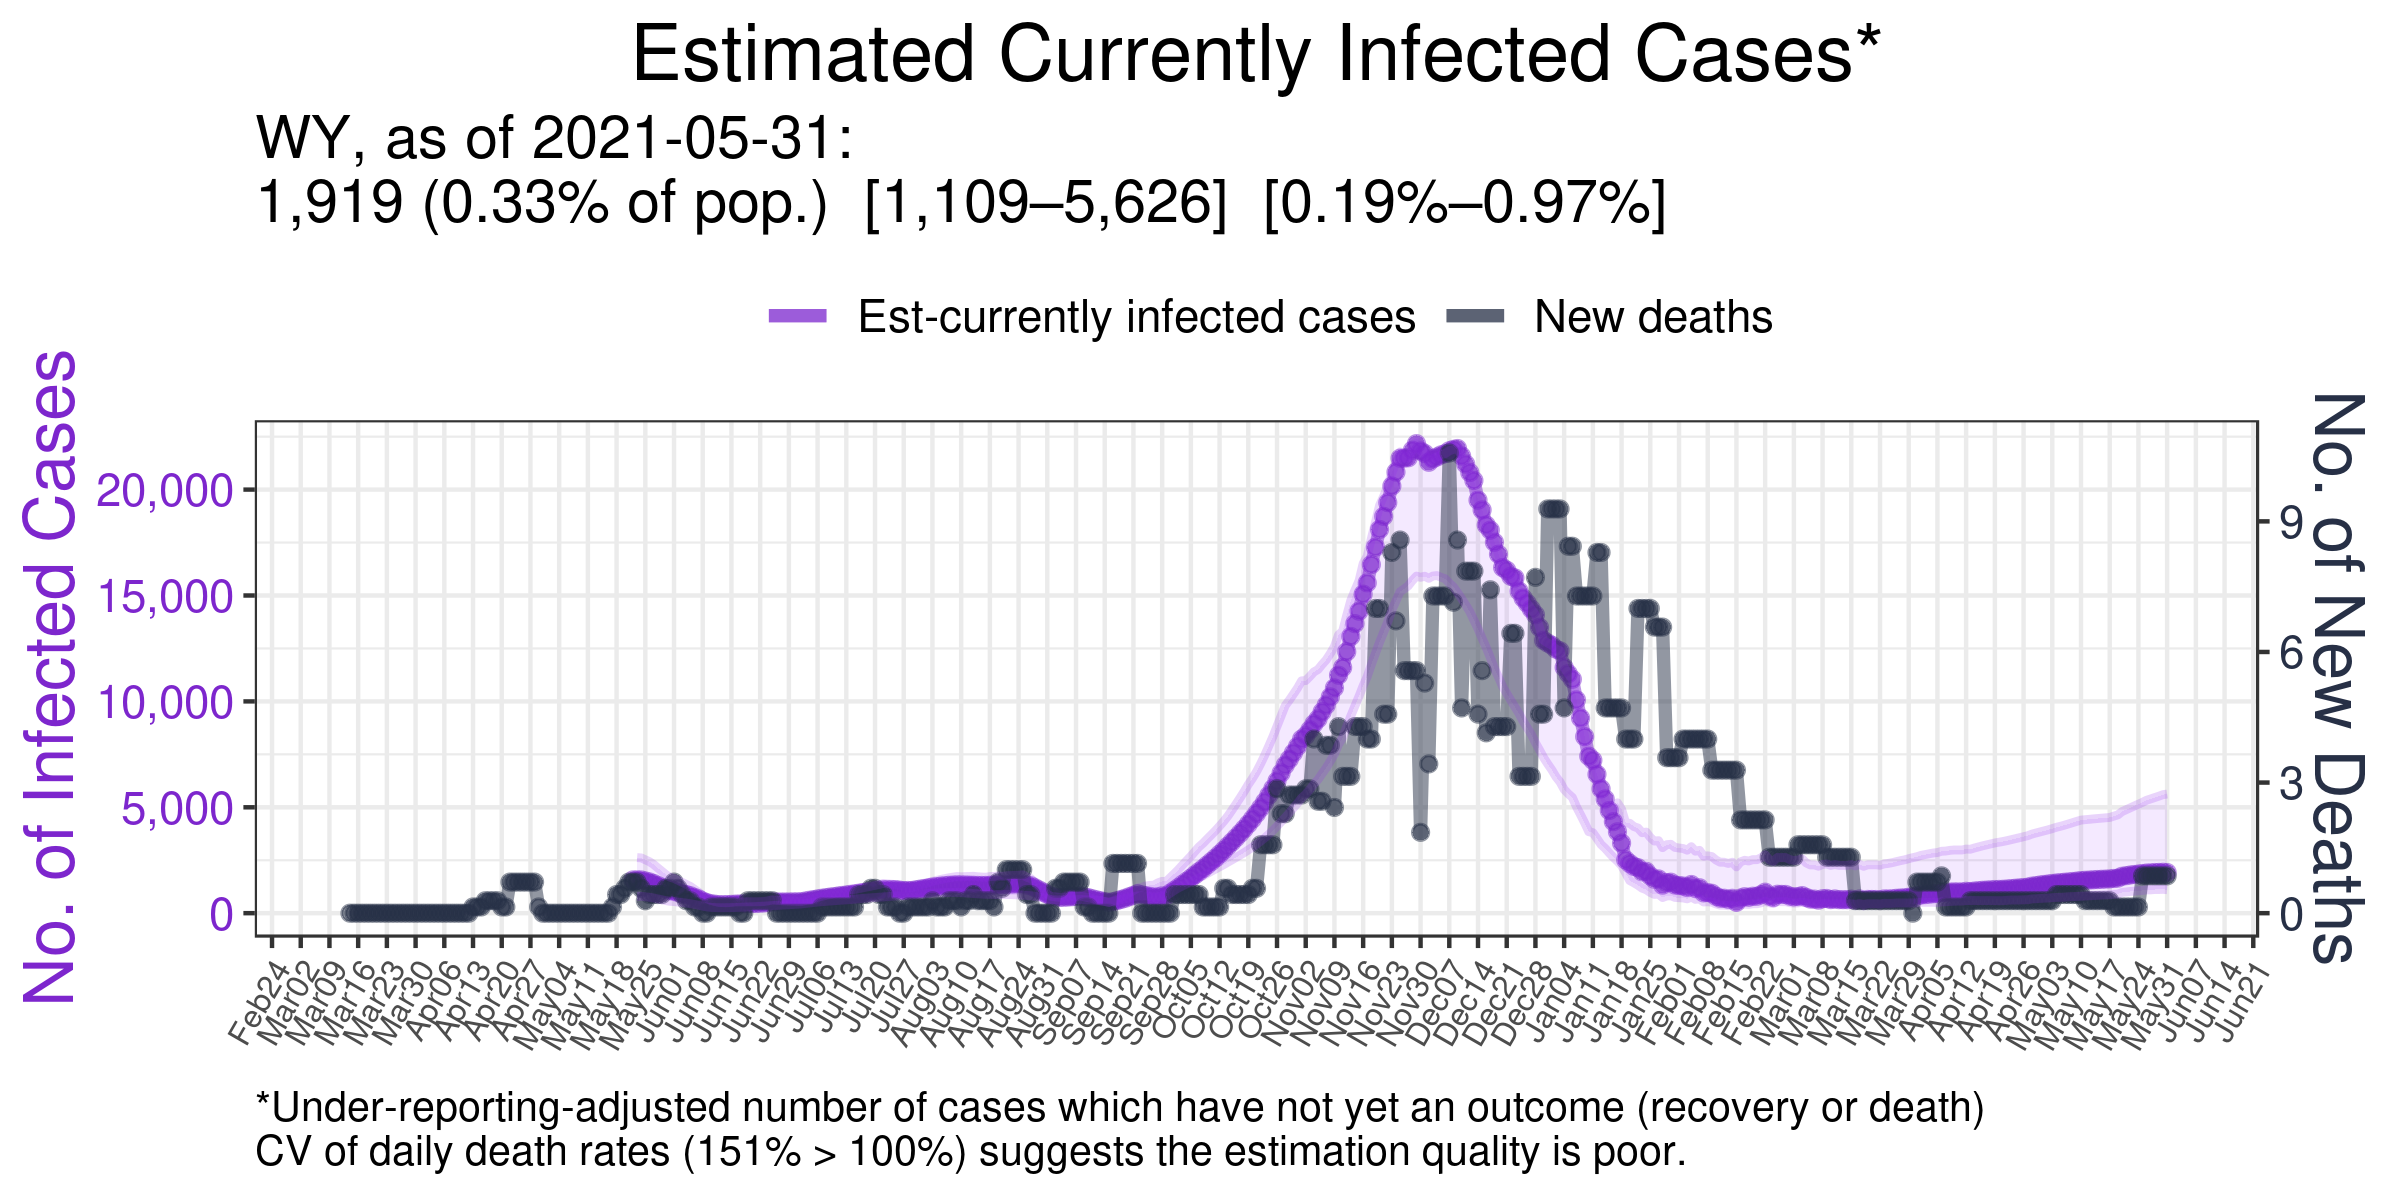 Estimated Currently Infected Cases*
WY, as of 2021-05-31:
1,919 (0.33% of pop.)  [1,109–5,626]  [0.19%–0.97%]
Est-currently infected cases
New deaths
No. of Infected Cases
20,000
15,000
10,000
5,000
0
9
6
3
0
No. of New Deaths
Feb24
Mar02
Mar09
Mar16
Mar23
Mar30
Apr06
Apr13
Apr20
Apr27
May04
May11
May18
May25
Jun01
Jun08
Jun15
Jun22
Jun29
Jul06
Jul13
Jul20
Jul27
Aug03
Aug10
Aug17
Aug24
Aug31
Sep07
Sep14
Sep21
Sep28
Oct05
Oct12
Oct19
Oct26
Nov02
Nov09
Nov16
Nov23
Nov30
Dec07
Dec14
Dec21
Dec28
Jan04
Jan11
Jan18
Jan25
Feb01
Feb08
Feb15
Feb22
Mar01
Mar08
Mar15
Mar22
Mar29
Apr05
Apr12
Apr19
Apr26
May03
May10
May17
May24
May31
Jun07
Jun14
Jun21
*Under-reporting-adjusted number of cases which have not yet an outcome (recovery or death)
CV of daily death rates (151% > 100%) suggests the estimation quality is poor.